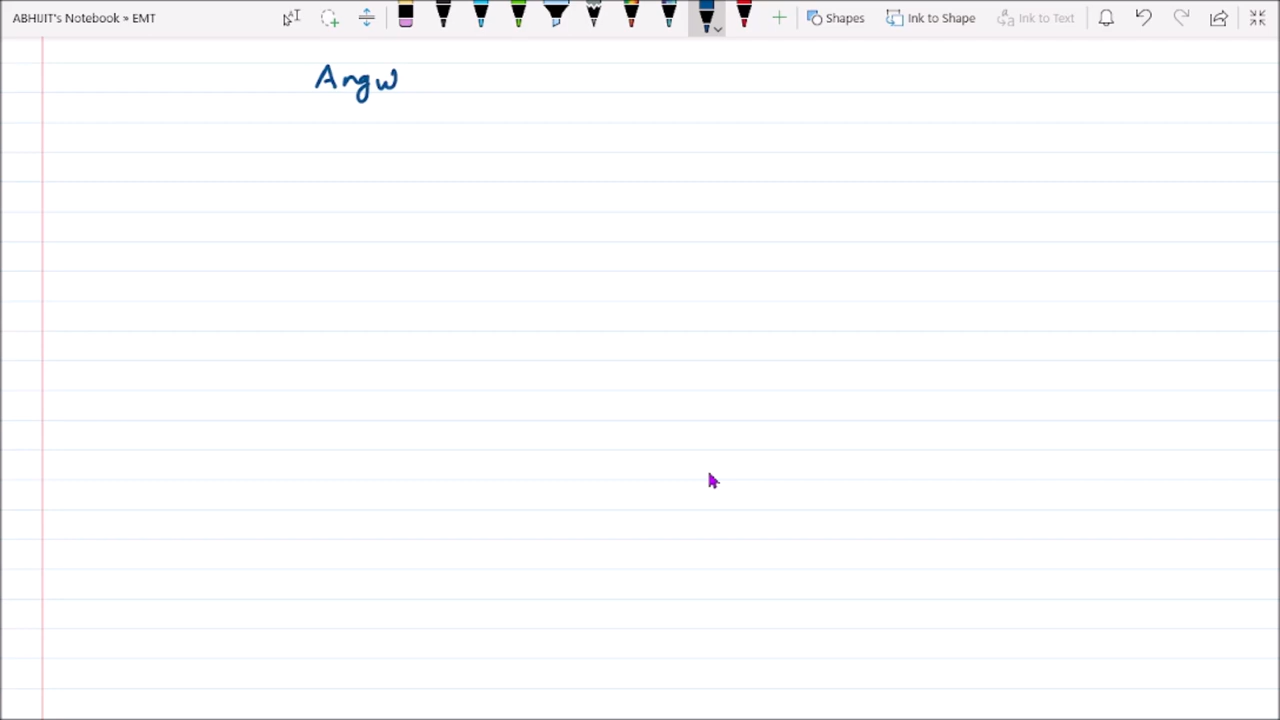 ABHIJIT's Notebook » EMT
Shapes
Ink to Shape
Ink to Text
Angw